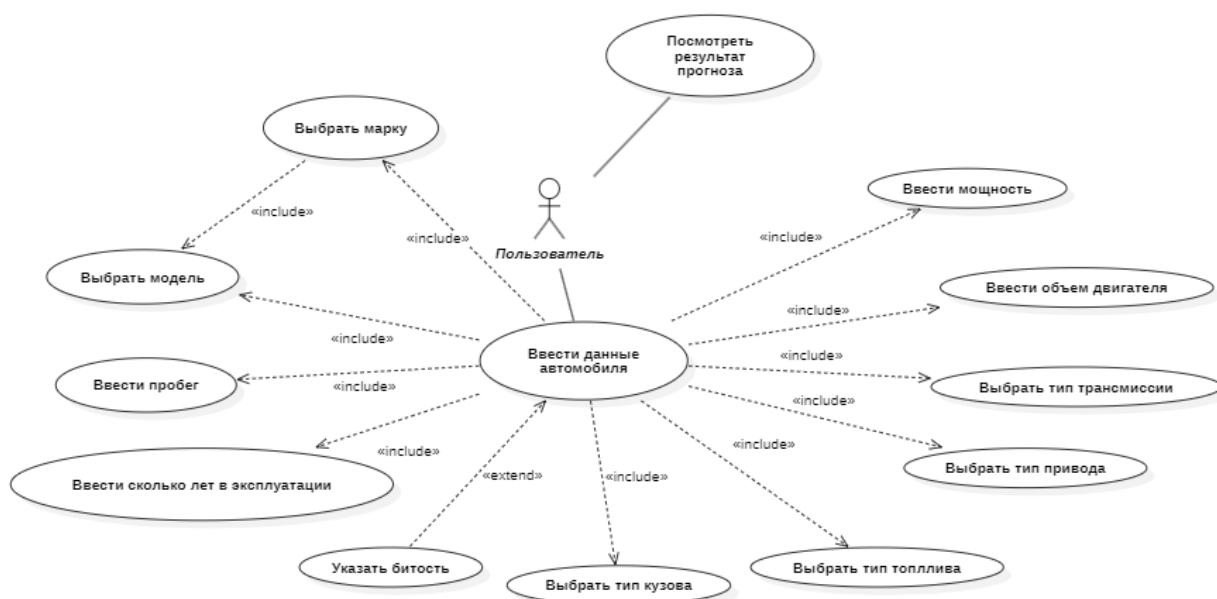 Посмотреть
результат
прогноза
Выбрать марку
Ввести мощность
«include»
«include»
«include»
Пользователь
Выбрать модель
Ввести объем двигателя
«include»
«include»
Ввести данные
автомобиля
Ввести пробег
«include»
«include»
Выбрать тип трансмиссии
«include»
«include»
«include»
Выбрать тип привода
Ввести сколько лет в эксплуатации
«extend»
«include»
Указать битость
Выбрать тип кузова
Выбрать тип топллива